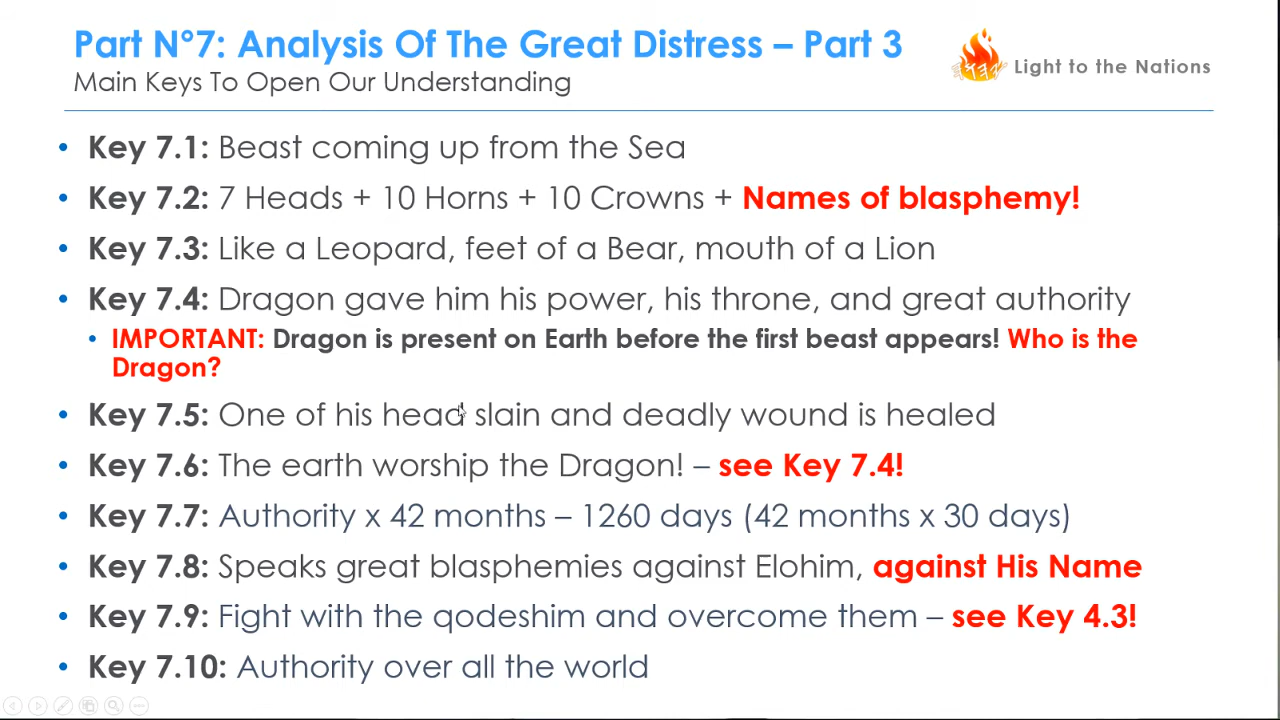 Part N°7: Analysis Of The Great Distress – Part 3
Main Keys To Open Our Understanding
Light to the Nations
• Key 7.1: Beast coming up from the Sea
• Key 7.2: 7 Heads + 10 Horns + 10 Crowns + Names of blasphemy!
• Key 7.3: Like a Leopard, feet of a Bear, mouth of a Lion
• Key 7.4: Dragon gave him his power, his throne, and great authority
• IMPORTANT: Dragon is present on Earth before the first beast appears! Who is the
Dragon?
• Key 7.5: One of his head slain and deadly wound is healed
• Key 7.6: The earth worship the Dragon! – see Key 7.4!
• Key 7.7: Authority x 42 months – 1260 days (42 months x 30 days)
• Key 7.8: Speaks great blasphemies against Elohim, against His Name
• Key 7.9: Fight with the qodeshim and overcome them – see Key 4.3!
• Key 7.10: Authority over all the world